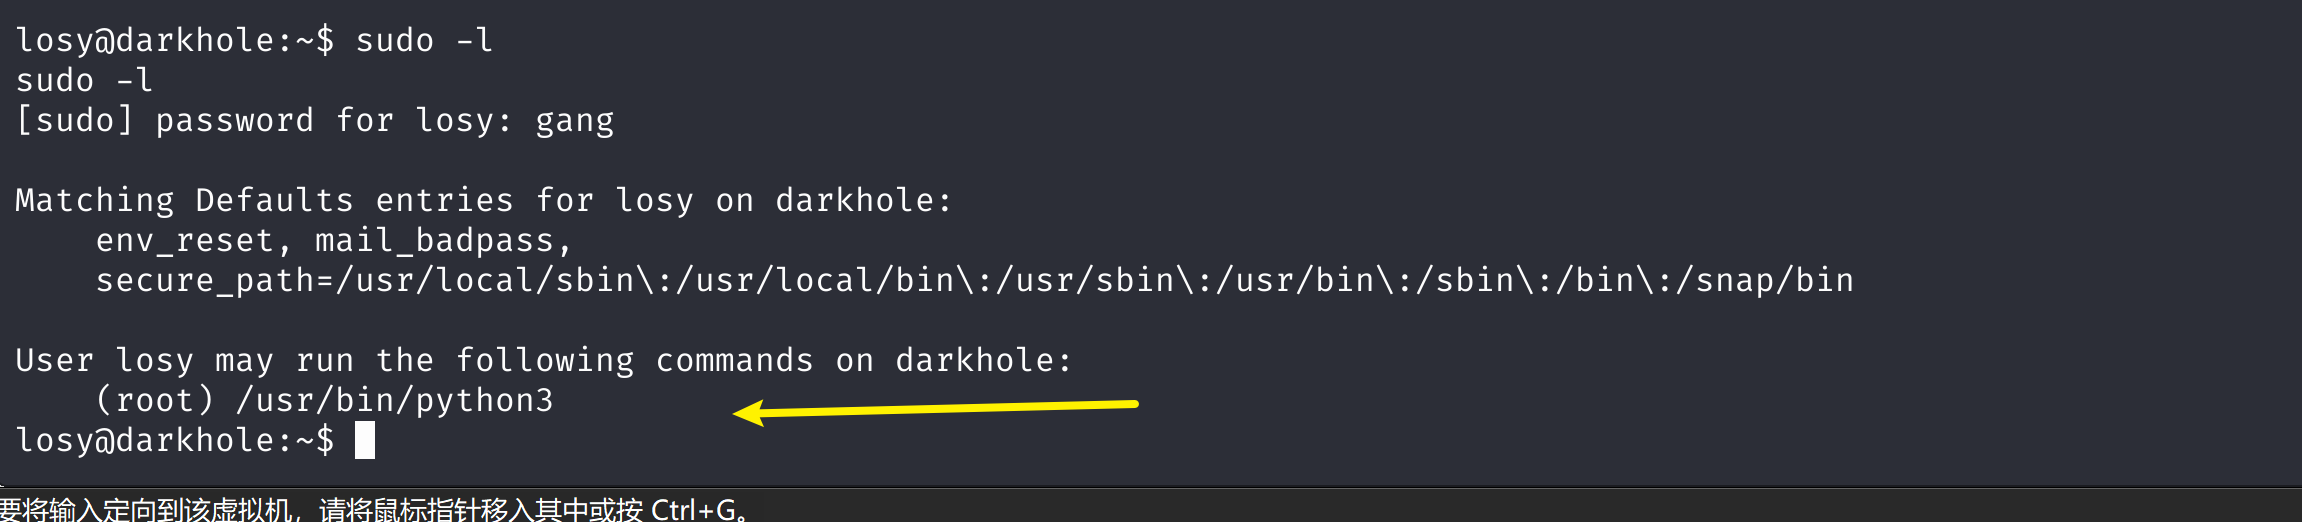 losy@darkhole:~$ sudo -l
sudo -l
[sudo] password for losy: gang
Matching Defaults entries for losy on darkhole:
env_reset, mail_badpass,
secure_path=/usr/local/sbin\:/usr/local/bin\:/usr/sbin\:/usr/bin\:/sbin\:/bin\:/snap/bin
User losy may run the following commands on darkhole:
(root) /usr/bin/python3
losy@darkhole:~$
要将输入定向到该虚拟机，请将鼠标指针移入其中或按 Ctrl+G。